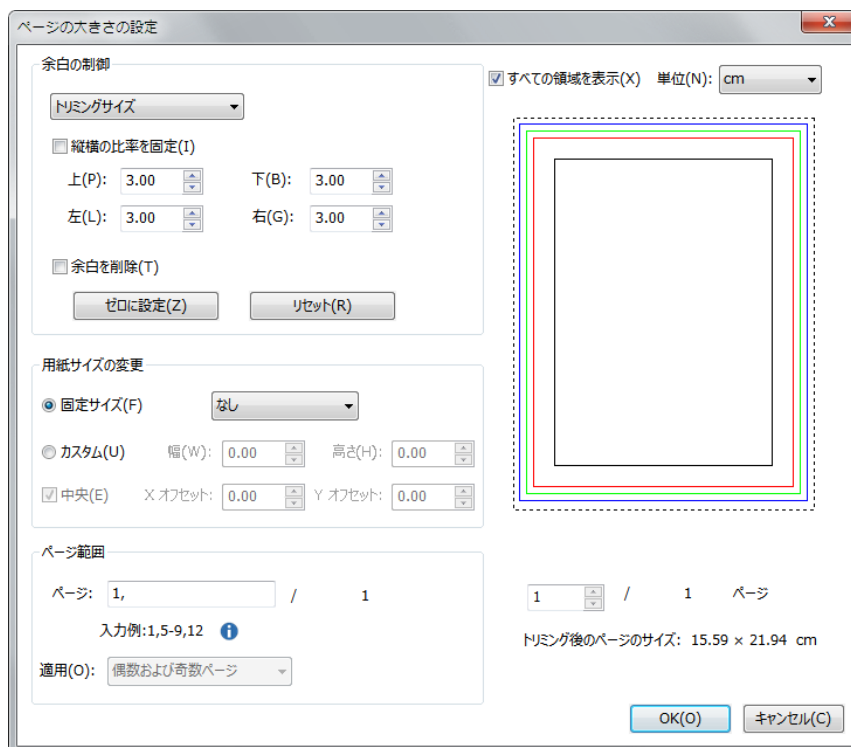 ページの大きさの設定
余白の制御
すべての領域を表示(X) 単位(N): cm
トリミングサイズ
縦横の比率を固定(I)
上(P): 3.00 下(B): 3.00
左(L): 3.00 右(G): 3.00
余白を削除(T)
ゼロに設定(Z) リセット(R)
用紙サイズの変更
固定サイズ(F) なし
カスタム(U) 幅(W): 0.00 高さ(H): 0.00
中央(E) X オフセット: 0.00 Y オフセット: 0.00
ページ範囲
ページ: 1, / 1
入力例:1,5-9,12
適用(O): 偶数および奇数ページ
1 / 1 ページ
トリミング後のページのサイズ: 15.59 × 21.94 cm
OK(O) キャンセル(C)